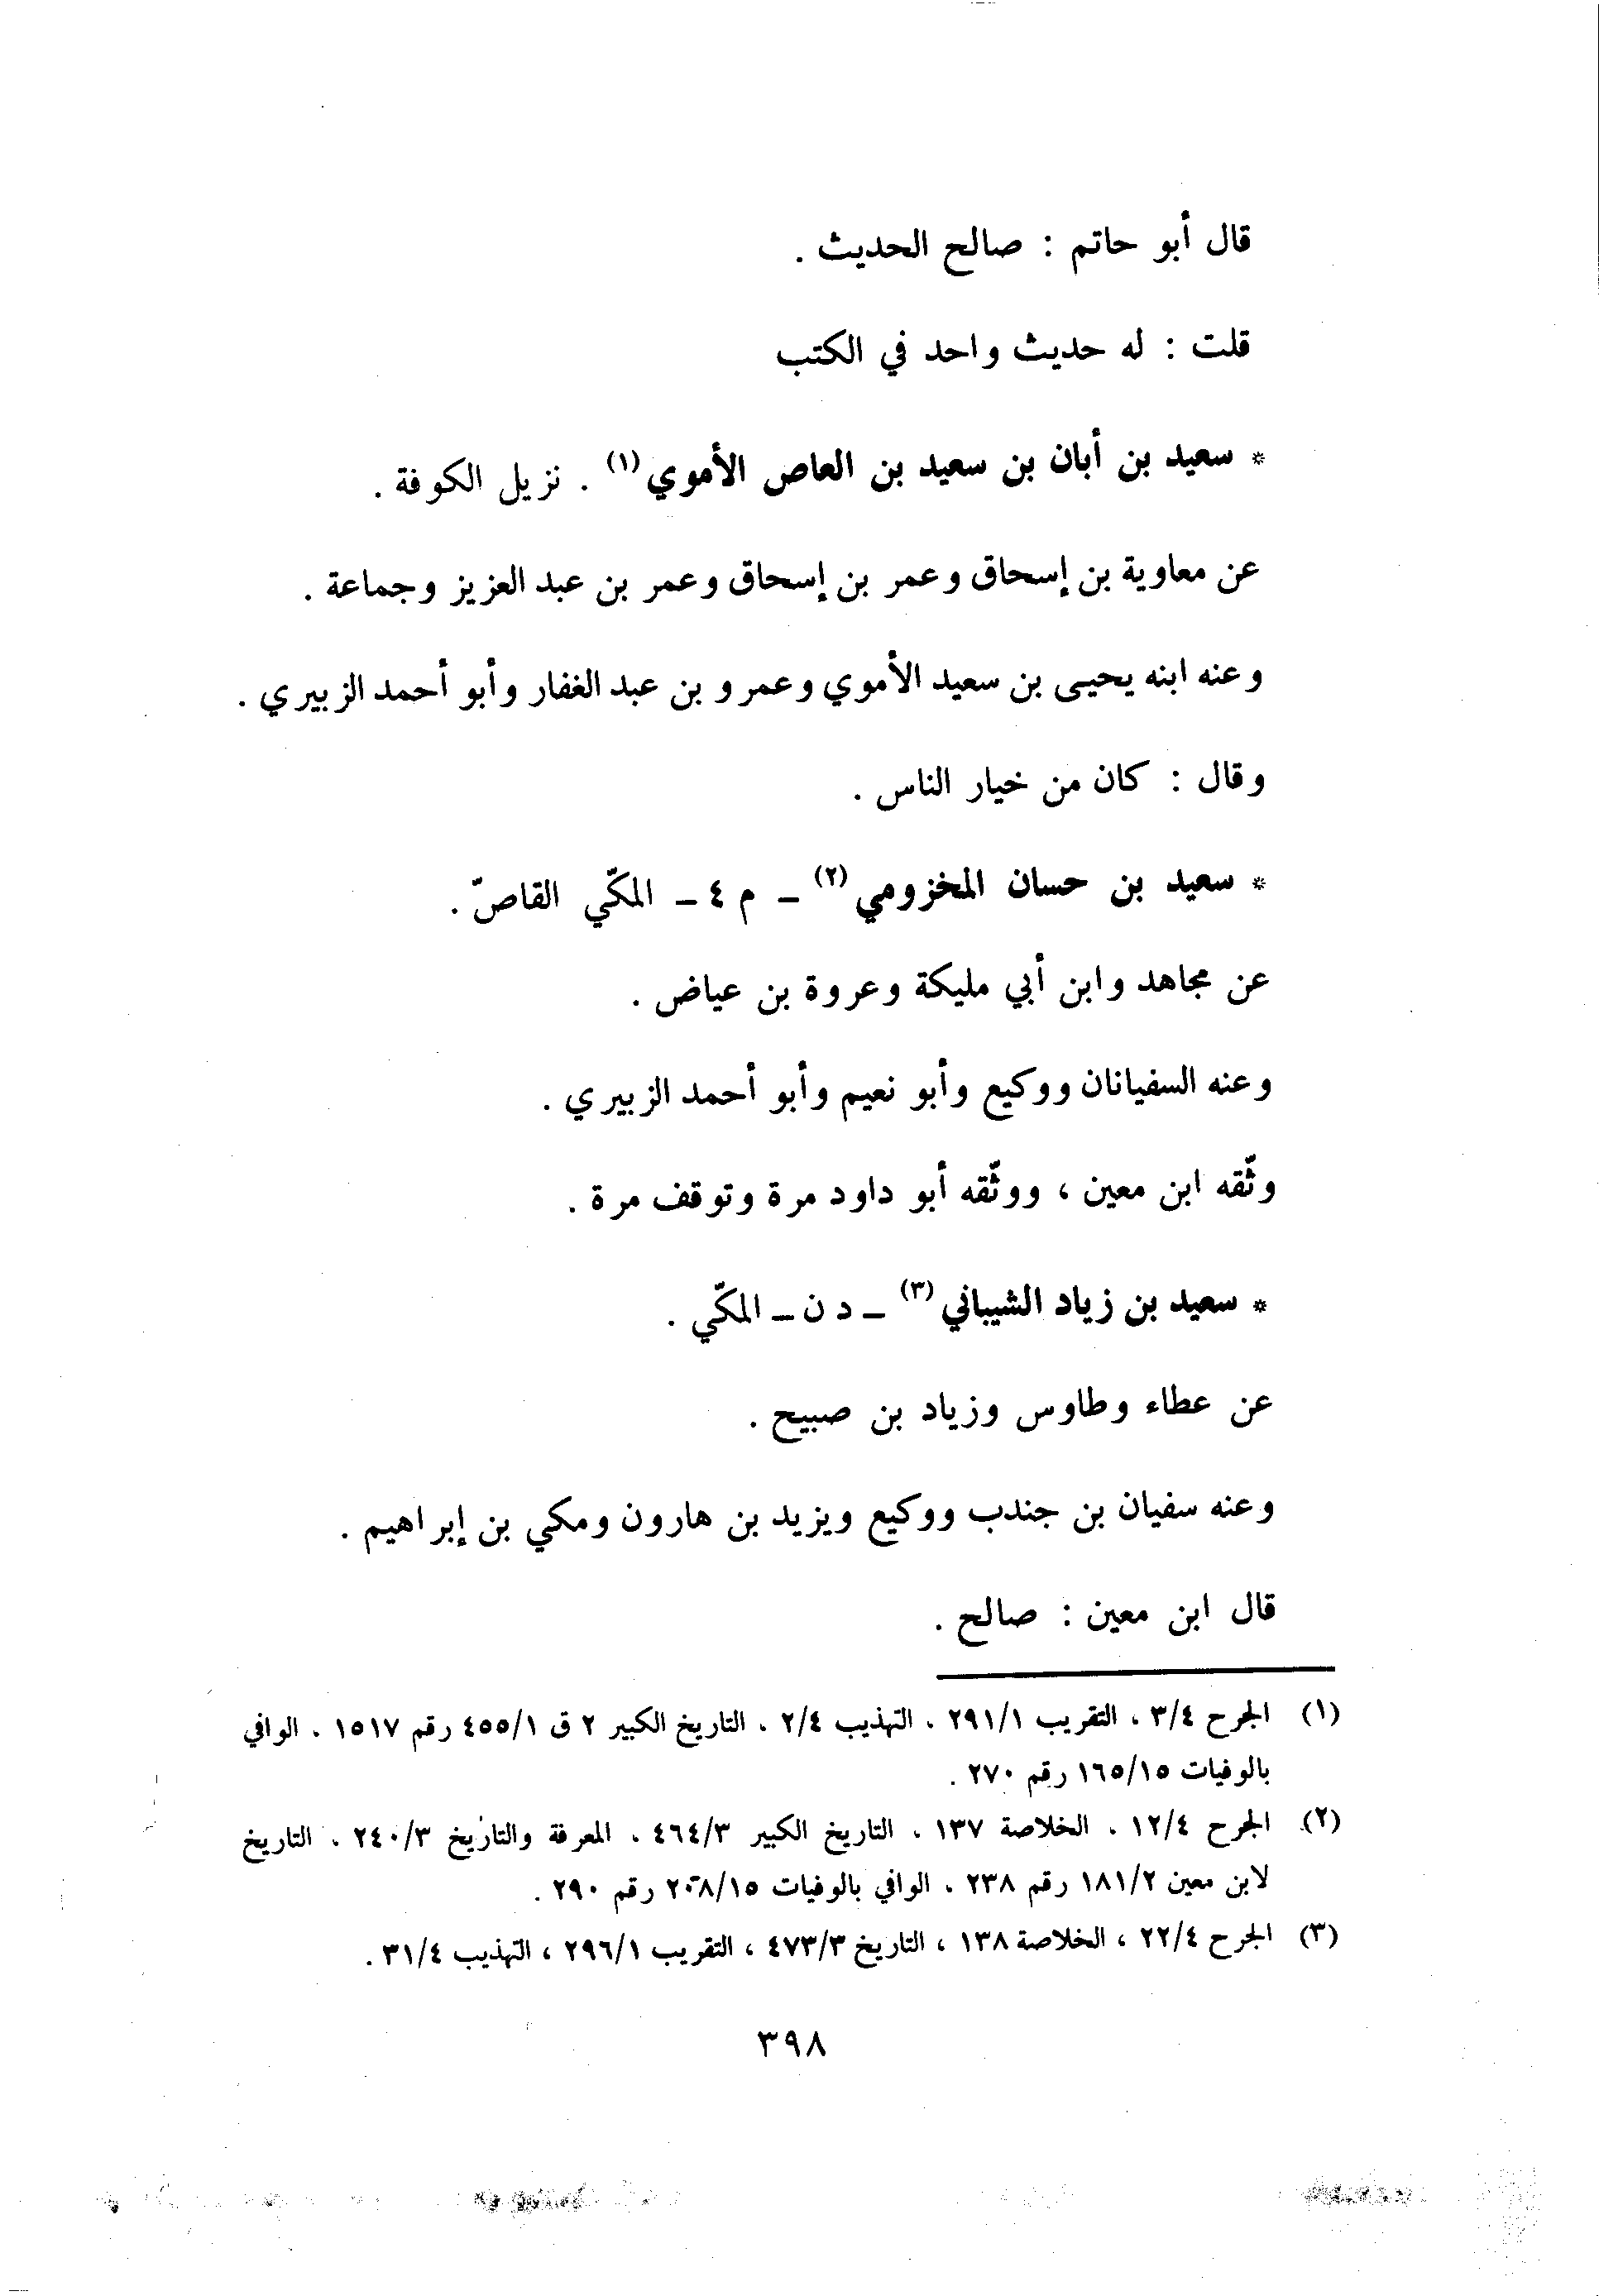 قال أبو حاتم : صالح الحديث .
قلت : له حديث واحد في الكتب
* سعيد بن أبان بن سعيد بن العاص الأموي (١) . نزيل الكوفة .
عن معاوية بن إسحاق وعمر بن إسحاق وعمر بن عبد العزيز وجماعة .
وعنه ابنه يحيى بن سعيد الأموي وعمرو بن عبد الغفار وأبو أحمد الزبيري .
وقال : كان من خيار الناس .
* سعيد بن حسان المخزومي (٢) ــ م ٤ ــ المكّي القاصّ .
عن مجاهد وابن أبي مليكة وعروة بن عياض .
وعنه السفيانان ووكيع وأبو نعيم وأبو أحمد الزبيري .
وثّقه ابن معين ، ووثّقه أبو داود مرة وتوقف مرة .
* سعيد بن زياد الشيباني (٣) ــ د ن ــ المكّي .
عن عطاء وطاوس وزياد بن صبيح .
وعنه سفيان بن جندب ووكيع ويزيد بن هارون ومكي بن إبراهيم .
قال ابن معين : صالح .
(١) الجرح ٣/٤ . التقريب ٢٩١/١ . التهذيب ٢/٤ . التاريخ الكبير ٢ ق ٤٥٥/١ رقم ١٥١٧ . الوافي
بالوفيات ١٦٥/١٥ رقم ٢٧٠ .
(٢) الجرح ١٢/٤ . الخلاصة ١٣٧ . التاريخ الكبير ٤٦٤/٣ . المعرفة والتاريخ ٢٤٠/٣ . التاريخ
لابن معين ١٨١/٢ رقم ٢٣٨ . الوافي بالوفيات ٢٠٨/١٥ رقم ٢٩٠ .
(٣) الجرح ٢٢/٤ ، الخلاصة ١٣٨ ، التاريخ ٤٧٣/٣ ، التقريب ٢٩٦/١ ، التهذيب ٣١/٤ .
٣٩٨